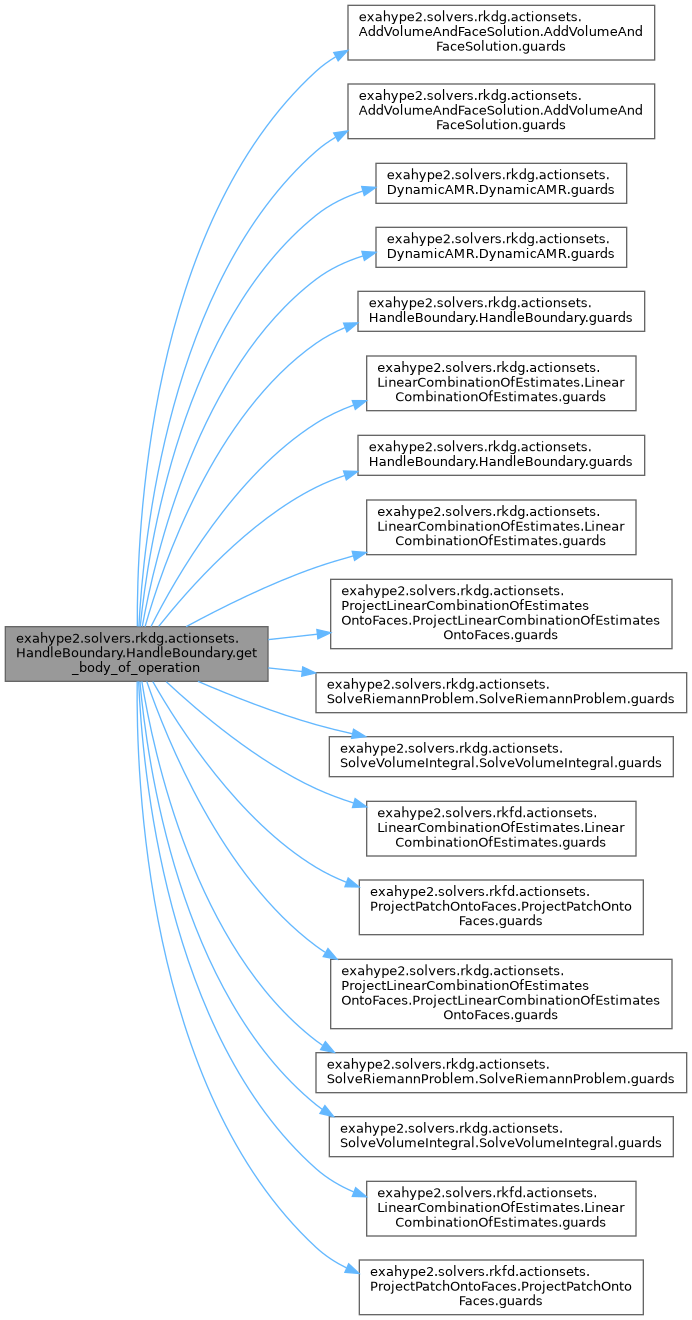 exahype2.solvers.rkdg.actionsets.
AddVolumeAndFaceSolution.AddVolumeAnd
FaceSolution.guards
exahype2.solvers.rkdg.actionsets.
AddVolumeAndFaceSolution.AddVolumeAnd
FaceSolution.guards
exahype2.solvers.rkdg.actionsets.
DynamicAMR.DynamicAMR.guards
exahype2.solvers.rkdg.actionsets.
DynamicAMR.DynamicAMR.guards
exahype2.solvers.rkdg.actionsets.
HandleBoundary.HandleBoundary.guards
exahype2.solvers.rkdg.actionsets.
LinearCombinationOfEstimates.Linear
CombinationOfEstimates.guards
exahype2.solvers.rkdg.actionsets.
HandleBoundary.HandleBoundary.guards
exahype2.solvers.rkdg.actionsets.
LinearCombinationOfEstimates.Linear
CombinationOfEstimates.guards
exahype2.solvers.rkdg.actionsets.
ProjectLinearCombinationOfEstimates
OntoFaces.ProjectLinearCombinationOfEstimates
OntoFaces.guards
exahype2.solvers.rkdg.actionsets.
HandleBoundary.HandleBoundary.get
_body_of_operation
exahype2.solvers.rkdg.actionsets.
SolveRiemannProblem.SolveRiemannProblem.guards
exahype2.solvers.rkdg.actionsets.
SolveVolumeIntegral.SolveVolumeIntegral.guards
exahype2.solvers.rkfd.actionsets.
LinearCombinationOfEstimates.Linear
CombinationOfEstimates.guards
exahype2.solvers.rkfd.actionsets.
ProjectPatchOntoFaces.ProjectPatchOnto
Faces.guards
exahype2.solvers.rkdg.actionsets.
ProjectLinearCombinationOfEstimates
OntoFaces.ProjectLinearCombinationOfEstimates
OntoFaces.guards
exahype2.solvers.rkdg.actionsets.
SolveRiemannProblem.SolveRiemannProblem.guards
exahype2.solvers.rkdg.actionsets.
SolveVolumeIntegral.SolveVolumeIntegral.guards
exahype2.solvers.rkfd.actionsets.
LinearCombinationOfEstimates.Linear
CombinationOfEstimates.guards
exahype2.solvers.rkfd.actionsets.
ProjectPatchOntoFaces.ProjectPatchOnto
Faces.guards